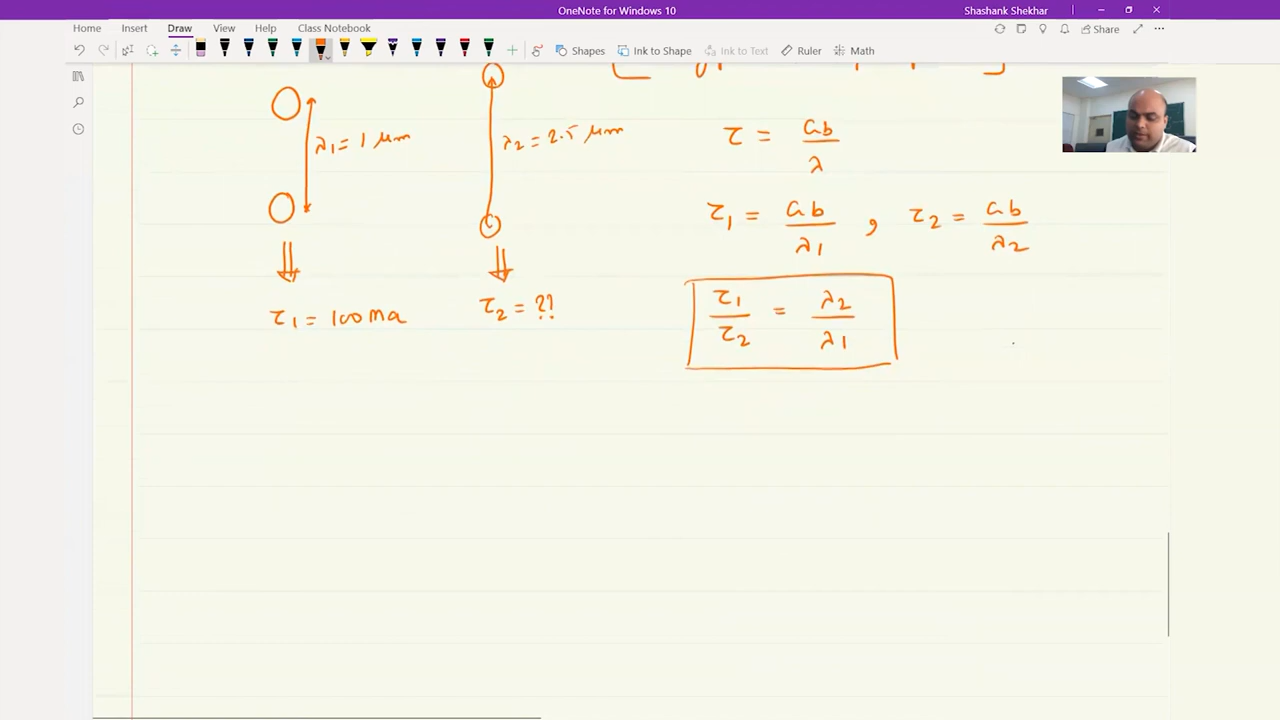 OneNote for Windows 10
Shashank Shekhar
Home Insert Draw View Help Class Notebook
Share
Shapes Ink to Shape Ink to Text Ruler Math
λ1 = 1 μm
λ2 = 2.5 μm
τ = Gb/λ
τ1 = Gb/λ1 , τ2 = Gb/λ2
τ1/τ2 = λ2/λ1
τ1 = 100 MPa
τ2 = ??